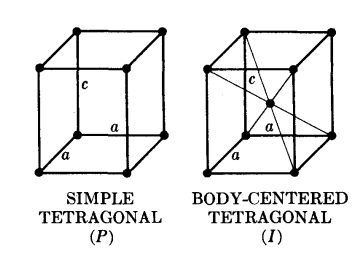 c
a
a
c
a
a
SIMPLE
TETRAGONAL
(P)
BODY-CENTERED
TETRAGONAL
(I)